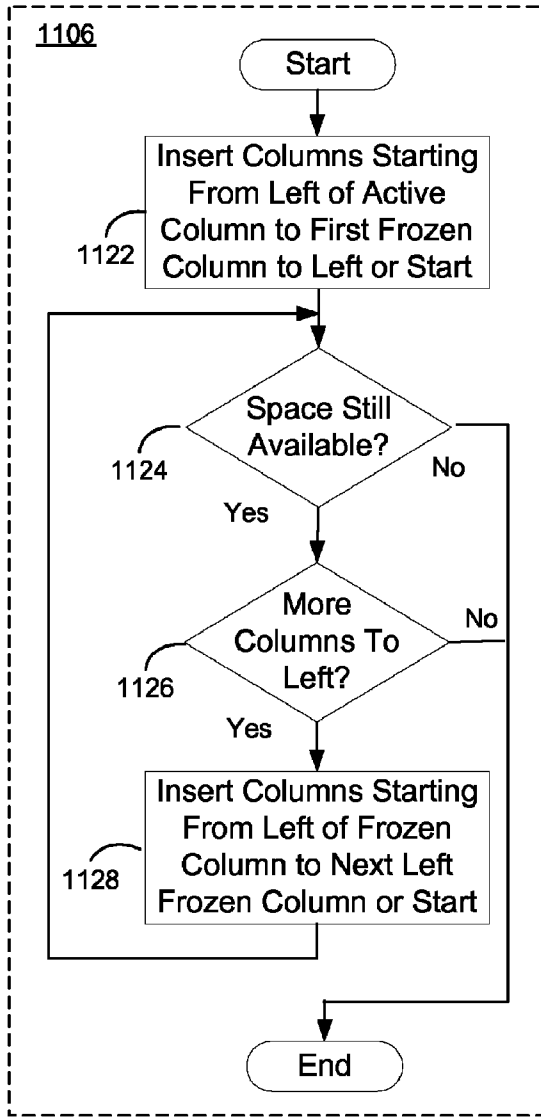 1106
Start
Insert Columns Starting
From Left of Active
Column to First Frozen
Column to Left or Start
1122
Space Still
Available?
1124
No
Yes
More
Columns To
Left?
No
1126
Yes
Insert Columns Starting
From Left of Frozen
Column to Next Left
Frozen Column or Start
1128
End